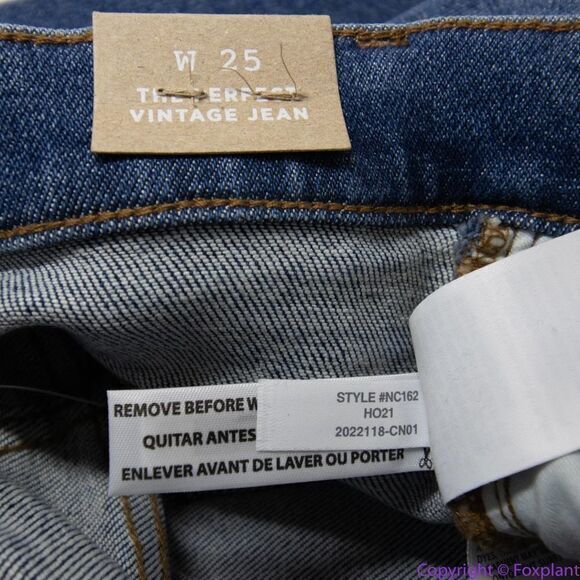 W 25
THE PERFECT
VINTAGE JEAN
REMOVE BEFORE W
QUITAR ANTES
ENLEVER AVANT DE LAVER OU PORTER
STYLE #NC162
HO21
2022118-CN01
Copyright © Foxplant